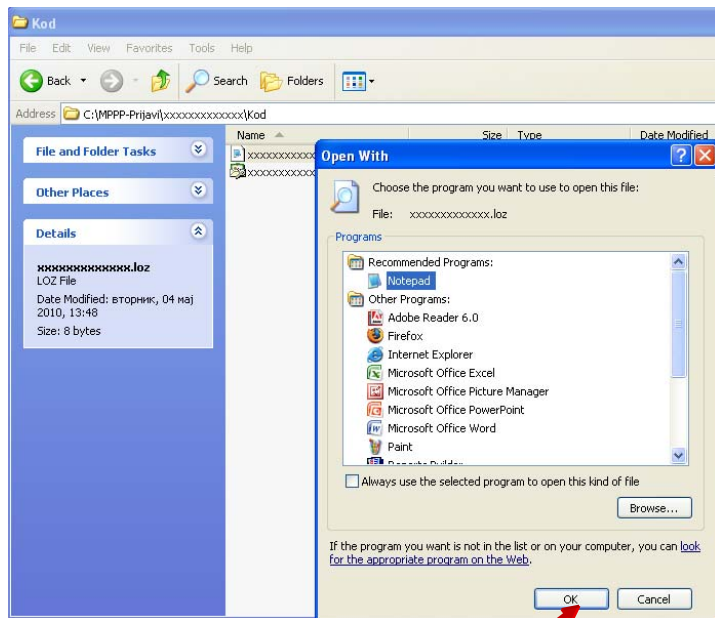 Kod
File Edit View Favorites Tools Help
Back Search Folders
Address C:\MPPP-Prijavi\xxxxxxxxxxxxx\Kod
Name Size Type Date Modified
File and Folder Tasks
Other Places
Details
xxxxxxxxxxxxx.loz
LOZ File
Date Modified: вторник, 04 мај
2010, 13:48
Size: 8 bytes
Open With
Choose the program you want to use to open this file:
File: xxxxxxxxxxxxx.loz
Programs
Recommended Programs:
Notepad
Other Programs:
Adobe Reader 6.0
Firefox
Internet Explorer
Microsoft Office Excel
Microsoft Office Picture Manager
Microsoft Office PowerPoint
Microsoft Office Word
Paint
Always use the selected program to open this kind of file
Browse...
If the program you want is not in the list or on your computer, you can look
for the appropriate program on the Web.
OK Cancel